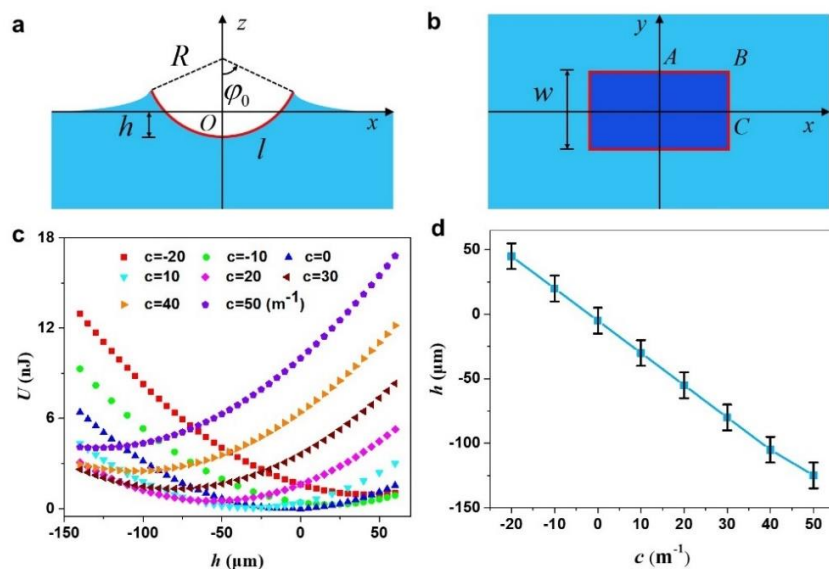 a
z
R
φ₀
h
O
l
x
b
y
A
B
w
C
x
c
18
12
6
0
U (nJ)
c=-20 c=-10 c=0
c=10 c=20 c=30
c=40 c=50 (m⁻¹)
-150 -100 -50 0 50
h (μm)
d
50
0
-50
-100
-150
h (μm)
-20 -10 0 10 20 30 40 50
c (m⁻¹)